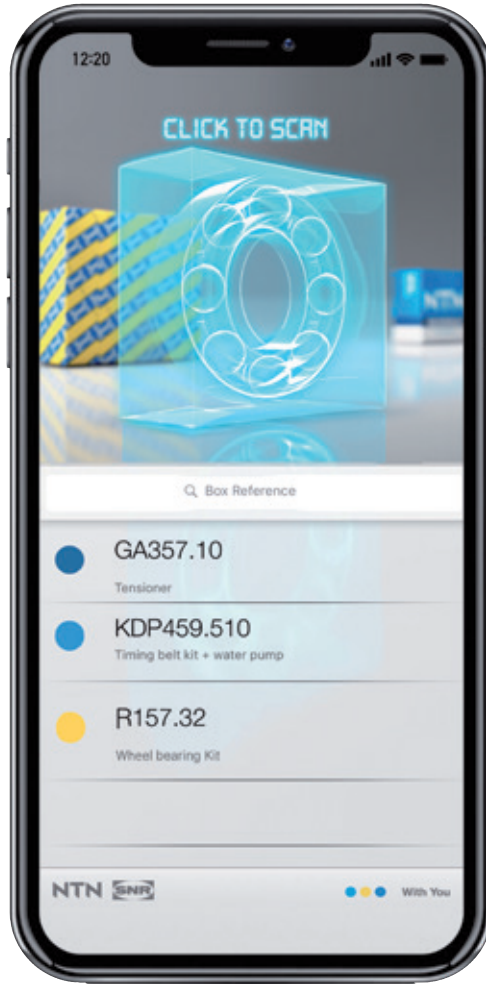 12:20
CLICK TO SCAN
NTN
Box Reference
GA357.10
Tensioner
KDP459.510
Timing belt kit + water pump
R157.32
Wheel bearing Kit
NTN SNR With You